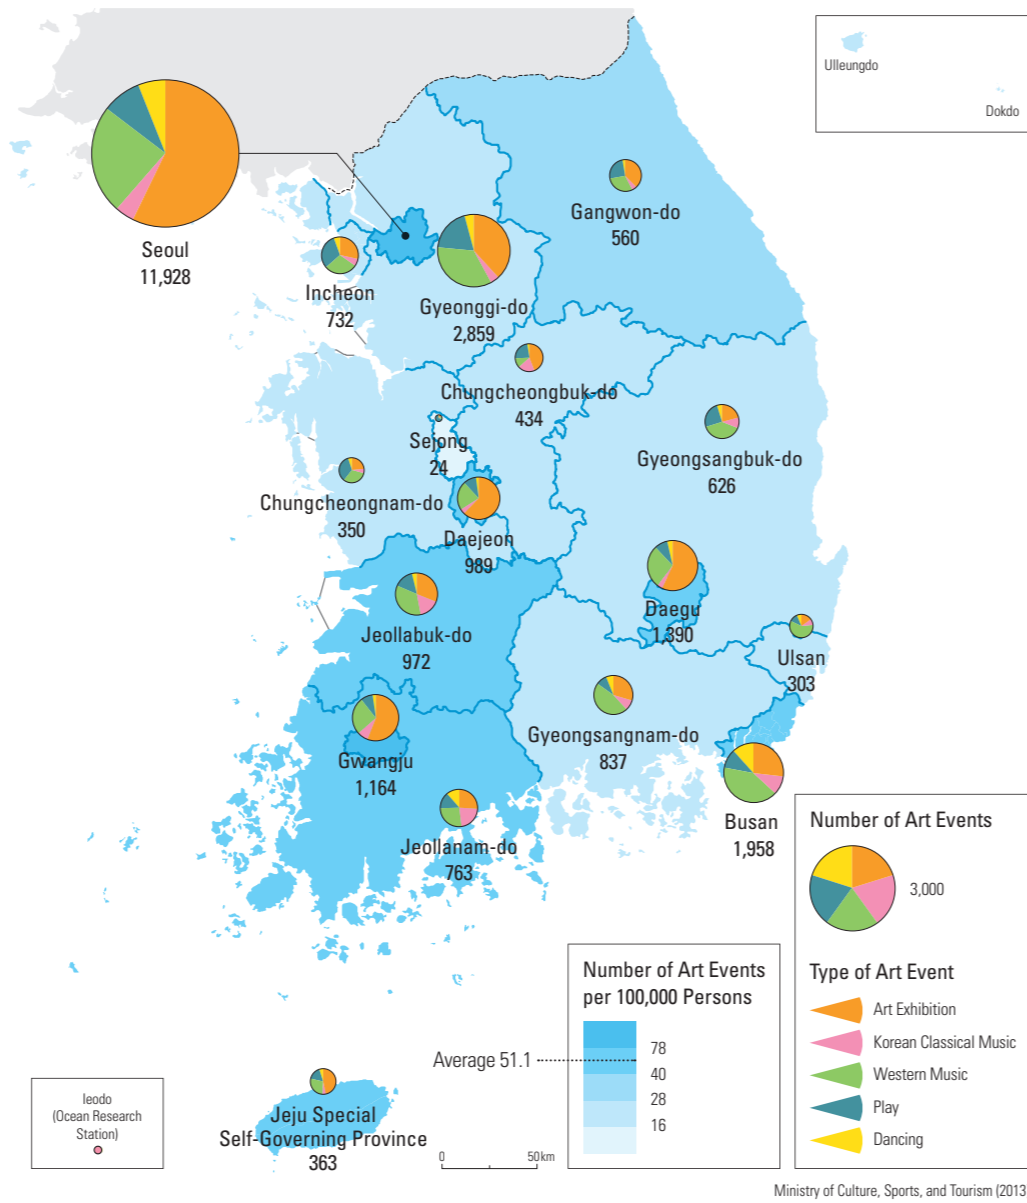 Ulleungdo
Dokdo
Seoul
11,928
Incheon
732
Gyeonggi-do
2,859
Gangwon-do
560
Chungcheongbuk-do
434
Sejong
24
Gyeongsangbuk-do
626
Chungcheongnam-do
350
Daejeon
989
Daegu
1,390
Jeollabuk-do
972
Ulsan
303
Gyeongsangnam-do
837
Gwangju
1,164
Busan
1,958
Jeollanam-do
763
Jeju Special
Self-Governing Province
363
Ieodo
(Ocean Research
Station)
0
50km
Average 51.1
Number of Art Events
per 100,000 Persons
78
40
28
16
Number of Art Events
3,000
Type of Art Event
Art Exhibition
Korean Classical Music
Western Music
Play
Dancing
Ministry of Culture, Sports, and Tourism (2013